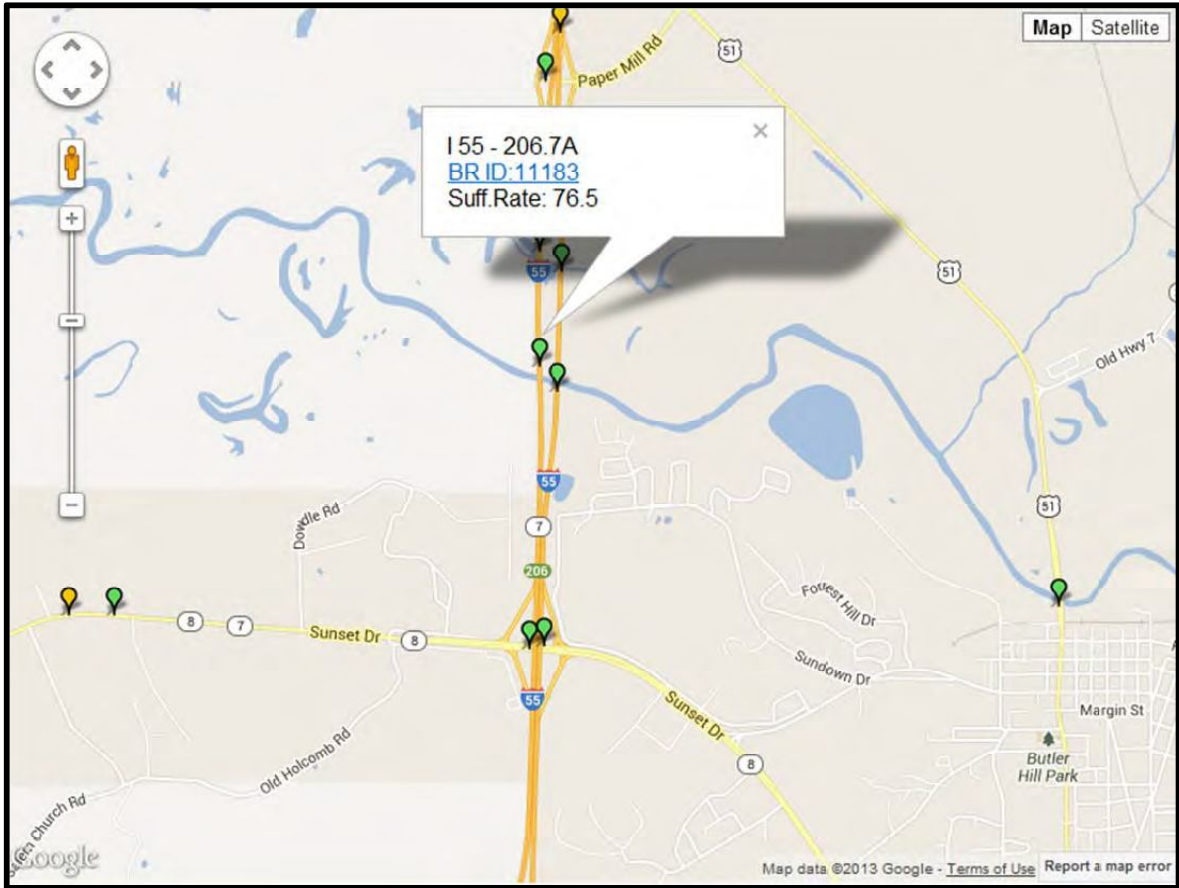 Map Satellite
51
Paper Mill Rd
I 55 - 206.7A
BR ID:11183
Suff.Rate: 76.5
×
55
51
Old Hwy 7
55
51
7
Dowdle Rd
206
Forrest Hill Dr
8
7
Sunset Dr
8
Sundown Dr
55
Sunset Dr
Margin St
Old Holcomb Rd
8
Butler
Hill Park
Church Rd
Google
Map data ©2013 Google - Terms of Use Report a map error